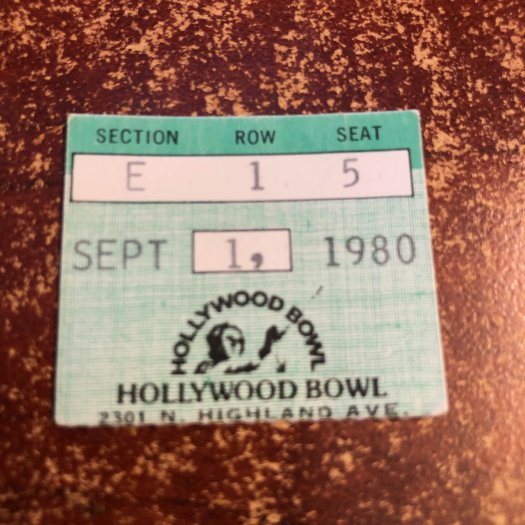 SECTION ROW SEAT
E 1 5
SEPT 1, 1980
HOLLYWOOD BOWL
HOLLYWOOD BOWL
2301 N. HIGHLAND AVE.